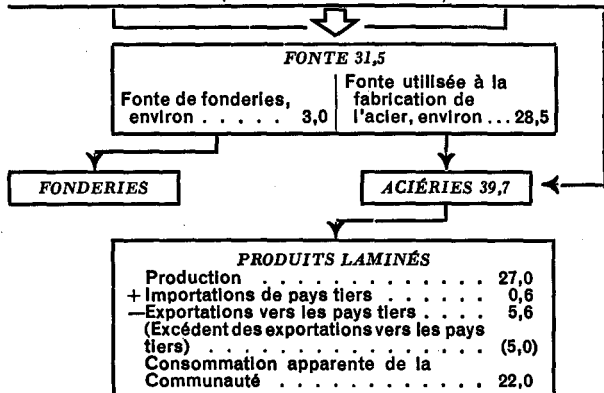 FONTE 31,5
Fonte de fonderies,
environ . . . . . 3,0
Fonte utilisée à la
fabrication de
l'acier, environ ... 28,5
FONDERIES
ACIÉRIES 39,7
PRODUITS LAMINÉS
Production . . . . . . . . . . . . . 27,0
+ Importations de pays tiers . . . . . . 0,6
— Exportations vers les pays tiers . . . . 5,6
(Excédent des exportations vers les pays
tiers) . . . . . . . . . . . . . . . . (5,0)
Consommation apparente de la
Communauté . . . . . . . . . . . . 22,0